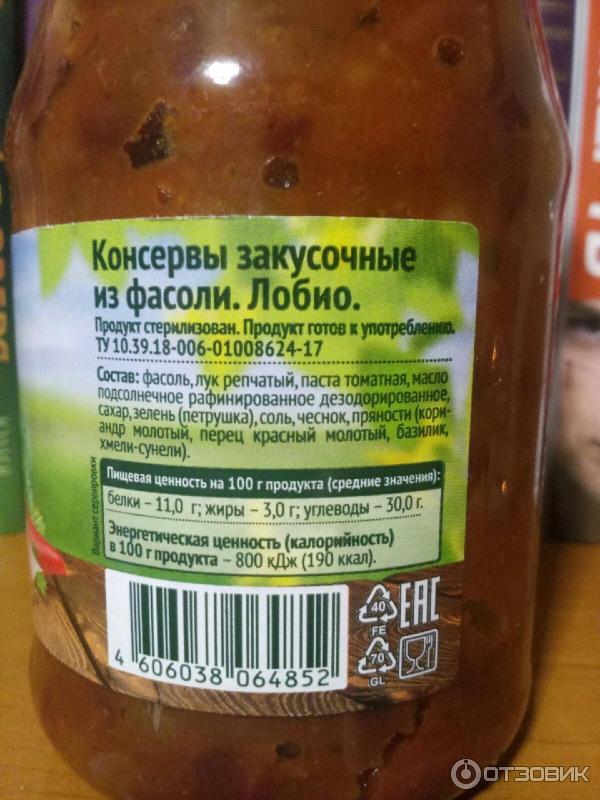 Консервы закусочные
из фасоли. Лобио.
Продукт стерилизован. Продукт готов к употреблению.
ТУ 10.39.18-006-01008624-17
Состав: фасоль, лук репчатый, паста томатная, масло
подсолнечное рафинированное дезодорированное,
сахар, зелень (петрушка), соль, чеснок, пряности (кори-
андр молотый, перец красный молотый, базилик,
хмели-сунели).
Вариант сервировки
Пищевая ценность на 100 г продукта (средние значения):
белки – 11,0 г; жиры – 3,0 г; углеводы – 30,0 г.
Энергетическая ценность (калорийность)
в 100 г продукта – 800 кДж (190 ккал).
4 606038 064852
40
FE
EAC
70
GL
ОТЗОВИК